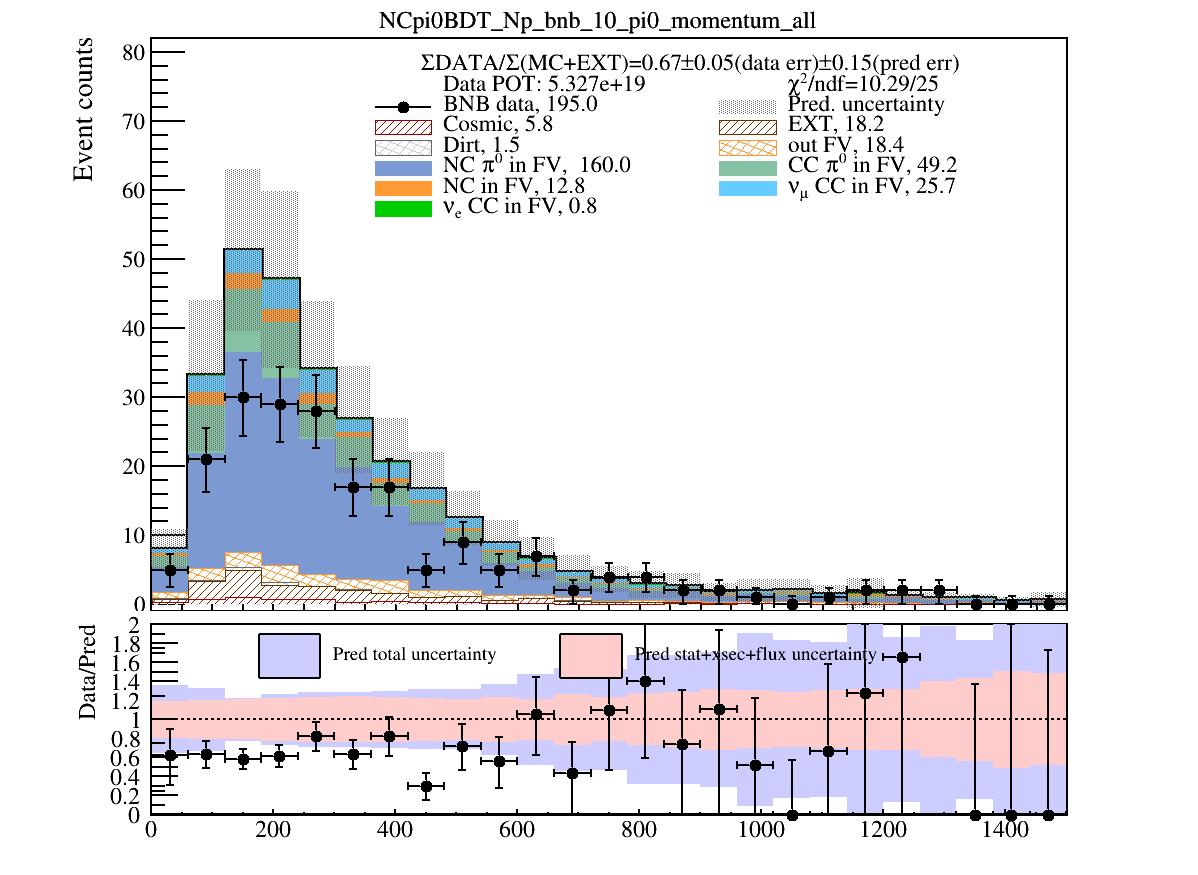 NCpi0BDT_Np_bnb_10_pi0_momentum_all
ΣDATA/Σ(MC+EXT)=0.67±0.05(data err)±0.15(pred err)
Data POT: 5.327e+19
χ²/ndf=10.29/25
BNB data, 195.0
Pred. uncertainty
Cosmic, 5.8
EXT, 18.2
Dirt, 1.5
out FV, 18.4
NC π⁰ in FV, 160.0
CC π⁰ in FV, 49.2
NC in FV, 12.8
νμ CC in FV, 25.7
νe CC in FV, 0.8
Event counts
80
70
60
50
40
30
20
10
0
Data/Pred
2
1.8
1.6
1.4
1.2
1
0.8
0.6
0.4
0.2
0
Pred total uncertainty
Pred stat+xsec+flux uncertainty
0 200 400 600 800 1000 1200 1400